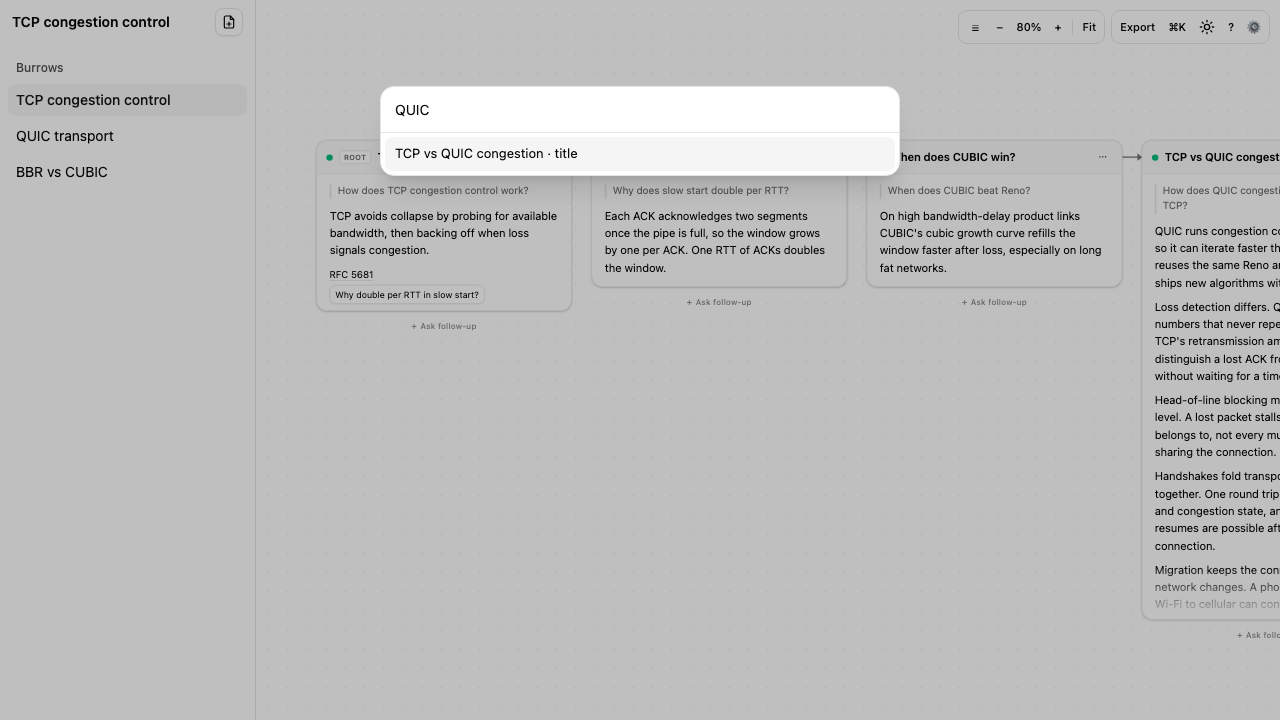 TCP congestion control
Burrows
TCP congestion control
QUIC transport
BBR vs CUBIC
80%
Fit
Export
⌘K
?
QUIC
TCP vs QUIC congestion · title
ROOT
How does TCP congestion control work?
TCP avoids collapse by probing for available
bandwidth, then backing off when loss
signals congestion.
RFC 5681
Why double per RTT in slow start?
+ Ask follow-up
Why does slow start double per RTT?
Each ACK acknowledges two segments
once the pipe is full, so the window grows
by one per ACK. One RTT of ACKs doubles
the window.
+ Ask follow-up
hen does CUBIC win?
When does CUBIC beat Reno?
On high bandwidth-delay product links
CUBIC's cubic growth curve refills the
window faster after loss, especially on long
fat networks.
+ Ask follow-up
TCP vs QUIC congest
How does QUIC congesti
TCP?
QUIC runs congestion co
so it can iterate faster th
reuses the same Reno an
ships new algorithms wit
Loss detection differs. Q
numbers that never repe
TCP's retransmission am
distinguish a lost ACK fro
without waiting for a time
Head-of-line blocking m
level. A lost packet stalls
belongs to, not every mu
sharing the connection.
Handshakes fold transpo
together. One round trip
and congestion state, an
resumes are possible aft
connection.
Migration keeps the conn
network changes. A pho
Wi-Fi to cellular can con
+ Ask follo